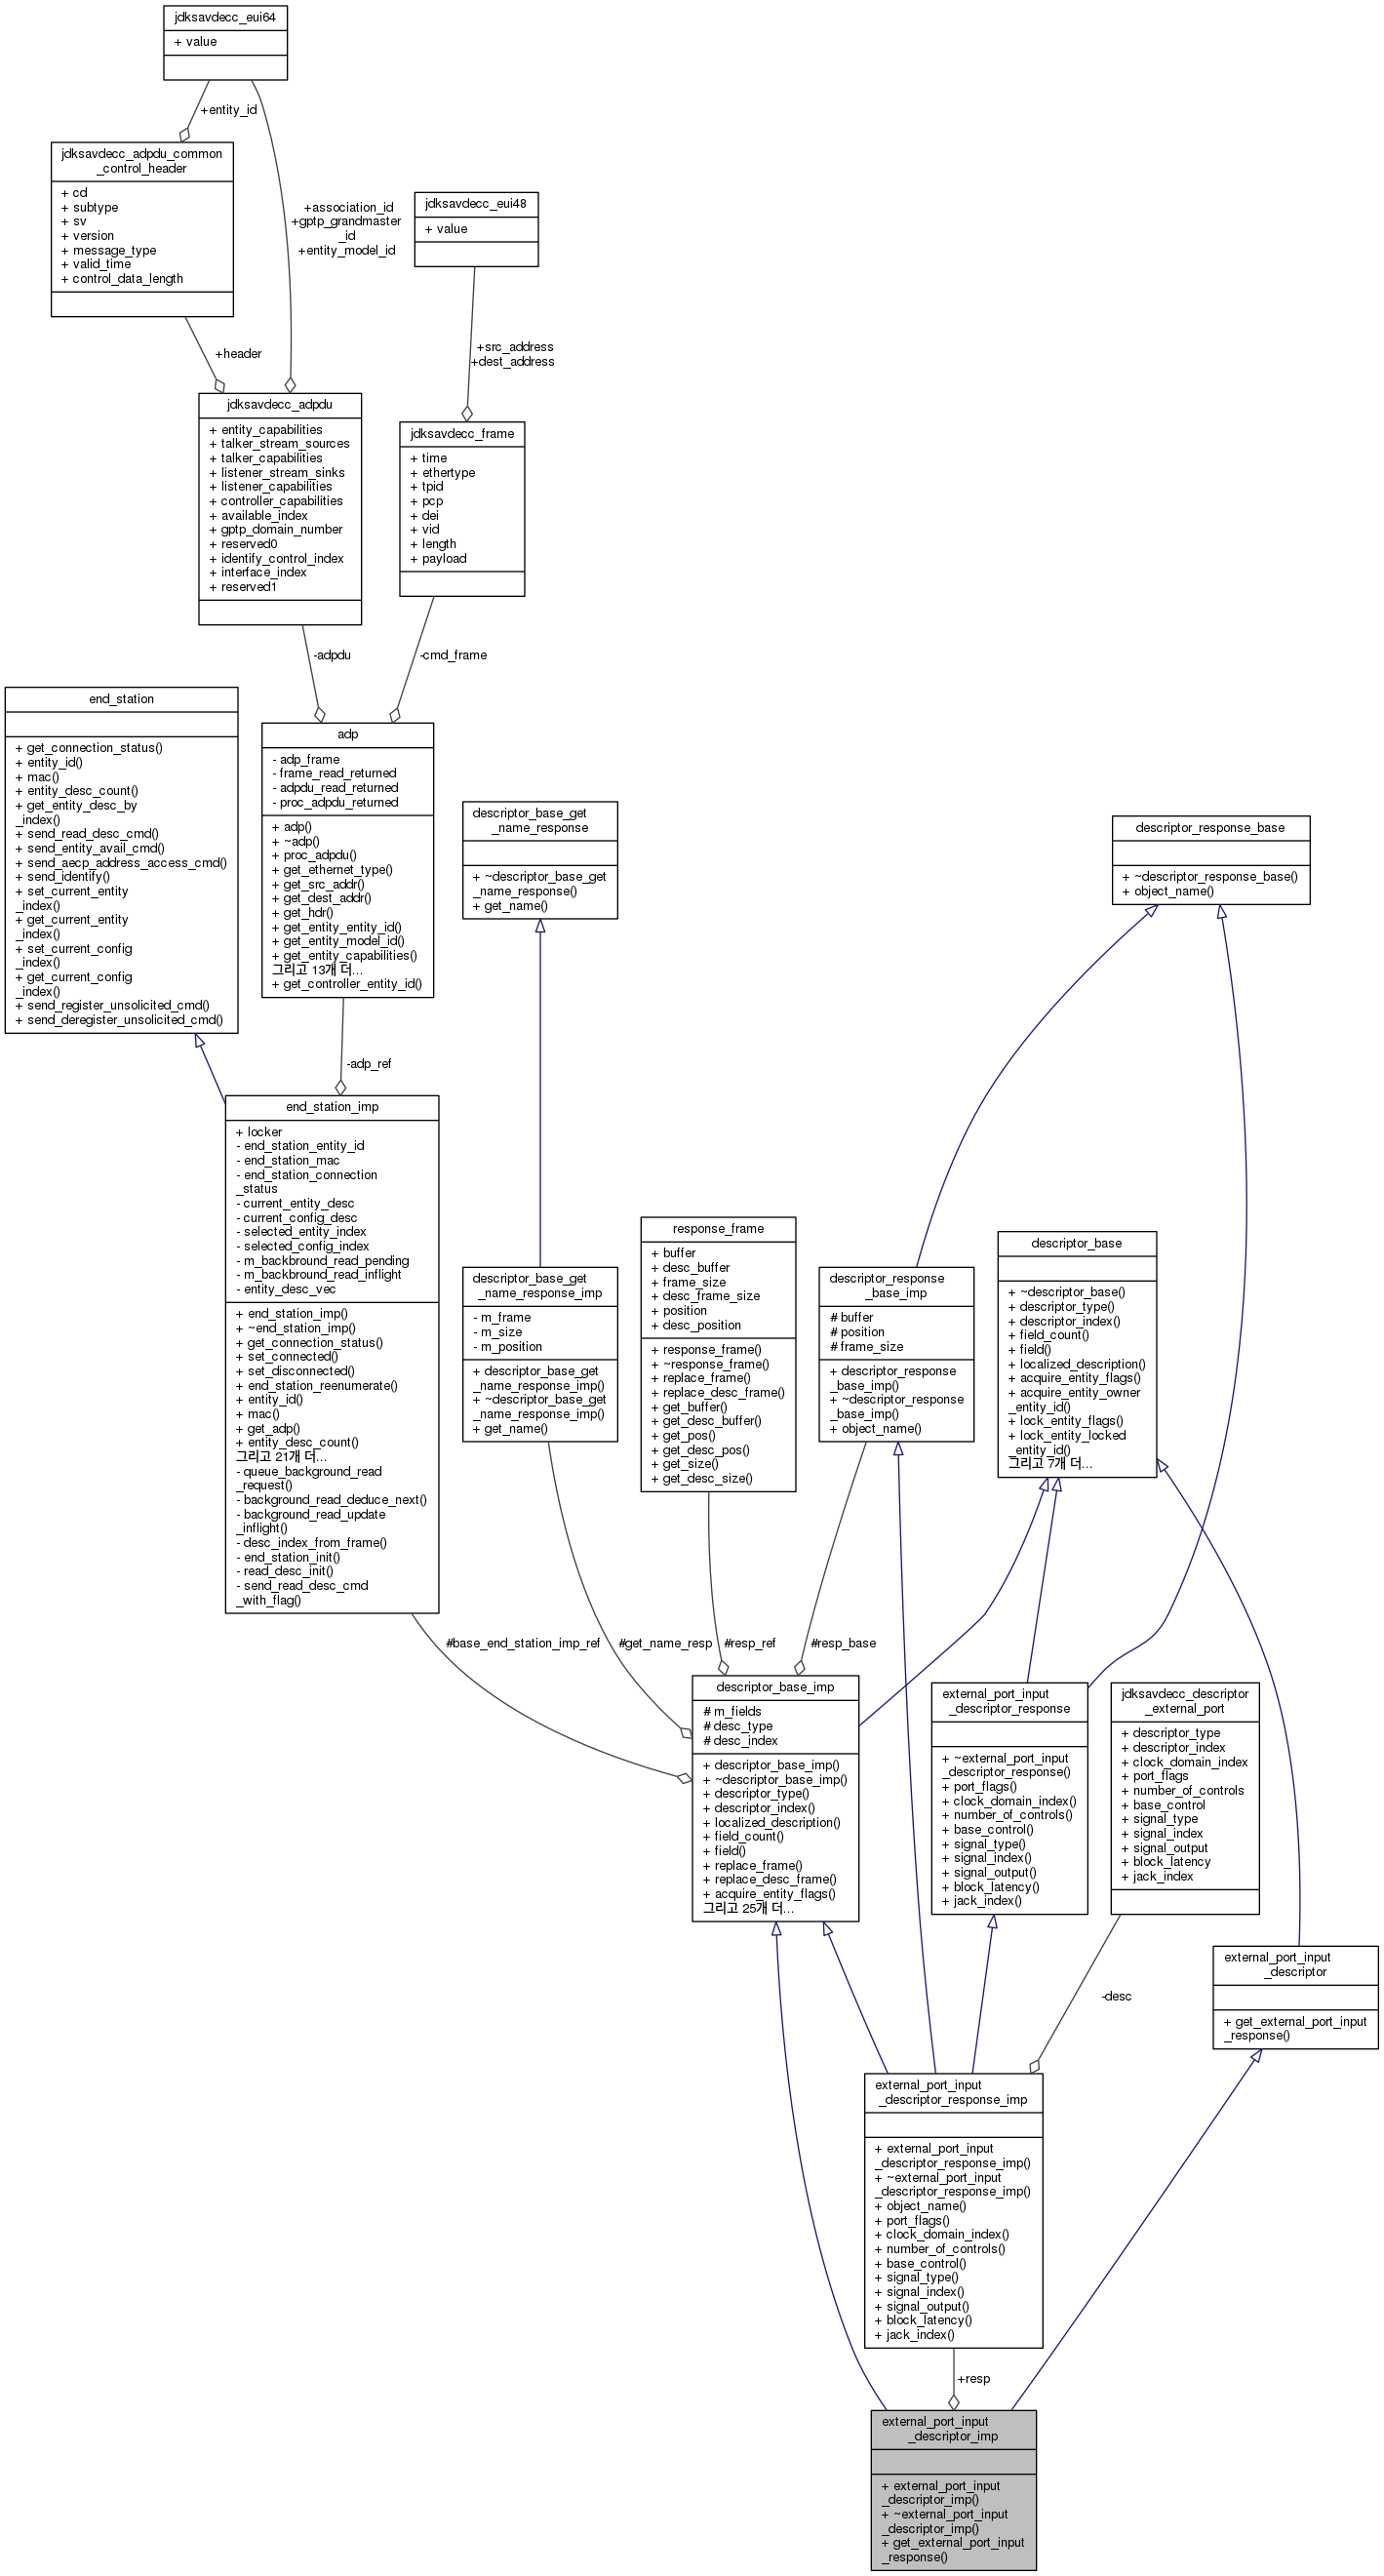 jdksavdecc_eui64
+ value
+entity_id
jdksavdecc_adpdu_common
_control_header
+ cd
+ subtype
+ sv
+ version
+ message_type
+ valid_time
+ control_data_length
+association_id
+gptp_grandmaster
_id
+entity_model_id
jdksavdecc_eui48
+ value
+header
+src_address
+dest_address
jdksavdecc_adpdu
+ entity_capabilities
+ talker_stream_sources
+ talker_capabilities
+ listener_stream_sinks
+ listener_capabilities
+ controller_capabilities
+ available_index
+ gptp_domain_number
+ reserved0
+ identify_control_index
+ interface_index
+ reserved1
jdksavdecc_frame
+ time
+ ethertype
+ tpid
+ pcp
+ dei
+ vid
+ length
+ payload
-adpdu
-cmd_frame
end_station
+ get_connection_status()
+ entity_id()
+ mac()
+ entity_desc_count()
+ get_entity_desc_by
_index()
+ send_read_desc_cmd()
+ send_entity_avail_cmd()
+ send_aecp_address_access_cmd()
+ send_identify()
+ set_current_entity
_index()
+ get_current_entity
_index()
+ set_current_config
_index()
+ get_current_config
_index()
+ send_register_unsolicited_cmd()
+ send_deregister_unsolicited_cmd()
adp
- adp_frame
- frame_read_returned
- adpdu_read_returned
- proc_adpdu_returned
+ adp()
+ ~adp()
+ proc_adpdu()
+ get_ethernet_type()
+ get_src_addr()
+ get_dest_addr()
+ get_hdr()
+ get_entity_entity_id()
+ get_entity_model_id()
+ get_entity_capabilities()
그리고 13개 더...
+ get_controller_entity_id()
descriptor_base_get
_name_response
+ ~descriptor_base_get
_name_response()
+ get_name()
descriptor_response_base
+ ~descriptor_response_base()
+ object_name()
-adp_ref
end_station_imp
+ locker
- end_station_entity_id
- end_station_mac
- end_station_connection
_status
- current_entity_desc
- current_config_desc
- selected_entity_index
- selected_config_index
- m_backbround_read_pending
- m_backbround_read_inflight
- entity_desc_vec
+ end_station_imp()
+ ~end_station_imp()
+ get_connection_status()
+ set_connected()
+ set_disconnected()
+ end_station_reenumerate()
+ entity_id()
+ mac()
+ get_adp()
+ entity_desc_count()
그리고 21개 더...
- queue_background_read
_request()
- background_read_deduce_next()
- background_read_update
_inflight()
- desc_index_from_frame()
- end_station_init()
- read_desc_init()
- send_read_desc_cmd
_with_flag()
descriptor_base_get
_name_response_imp
- m_frame
- m_size
- m_position
+ descriptor_base_get
_name_response_imp()
+ ~descriptor_base_get
_name_response_imp()
+ get_name()
response_frame
+ buffer
+ desc_buffer
+ frame_size
+ desc_frame_size
+ position
+ desc_position
+ response_frame()
+ ~response_frame()
+ replace_frame()
+ replace_desc_frame()
+ get_buffer()
+ get_desc_buffer()
+ get_pos()
+ get_desc_pos()
+ get_size()
+ get_desc_size()
descriptor_response
_base_imp
# buffer
# position
# frame_size
+ descriptor_response
_base_imp()
+ ~descriptor_response
_base_imp()
+ object_name()
descriptor_base
+ ~descriptor_base()
+ descriptor_type()
+ descriptor_index()
+ field_count()
+ field()
+ localized_description()
+ acquire_entity_flags()
+ acquire_entity_owner
_entity_id()
+ lock_entity_flags()
+ lock_entity_locked
_entity_id()
그리고 7개 더...
#base_end_station_imp_ref
#get_name_resp
#resp_ref
#resp_base
descriptor_base_imp
# m_fields
# desc_type
# desc_index
+ descriptor_base_imp()
+ ~descriptor_base_imp()
+ descriptor_type()
+ descriptor_index()
+ localized_description()
+ field_count()
+ field()
+ replace_frame()
+ replace_desc_frame()
+ acquire_entity_flags()
그리고 25개 더...
external_port_input
_descriptor_response
+ ~external_port_input
_descriptor_response()
+ port_flags()
+ clock_domain_index()
+ number_of_controls()
+ base_control()
+ signal_type()
+ signal_index()
+ signal_output()
+ block_latency()
+ jack_index()
jdksavdecc_descriptor
_external_port
+ descriptor_type
+ descriptor_index
+ clock_domain_index
+ port_flags
+ number_of_controls
+ base_control
+ signal_type
+ signal_index
+ signal_output
+ block_latency
+ jack_index
external_port_input
_descriptor
+ get_external_port_input
_response()
-desc
external_port_input
_descriptor_response_imp
+ external_port_input
_descriptor_response_imp()
+ ~external_port_input
_descriptor_response_imp()
+ object_name()
+ port_flags()
+ clock_domain_index()
+ number_of_controls()
+ base_control()
+ signal_type()
+ signal_index()
+ signal_output()
+ block_latency()
+ jack_index()
+resp
external_port_input
_descriptor_imp
+ external_port_input
_descriptor_imp()
+ ~external_port_input
_descriptor_imp()
+ get_external_port_input
_response()